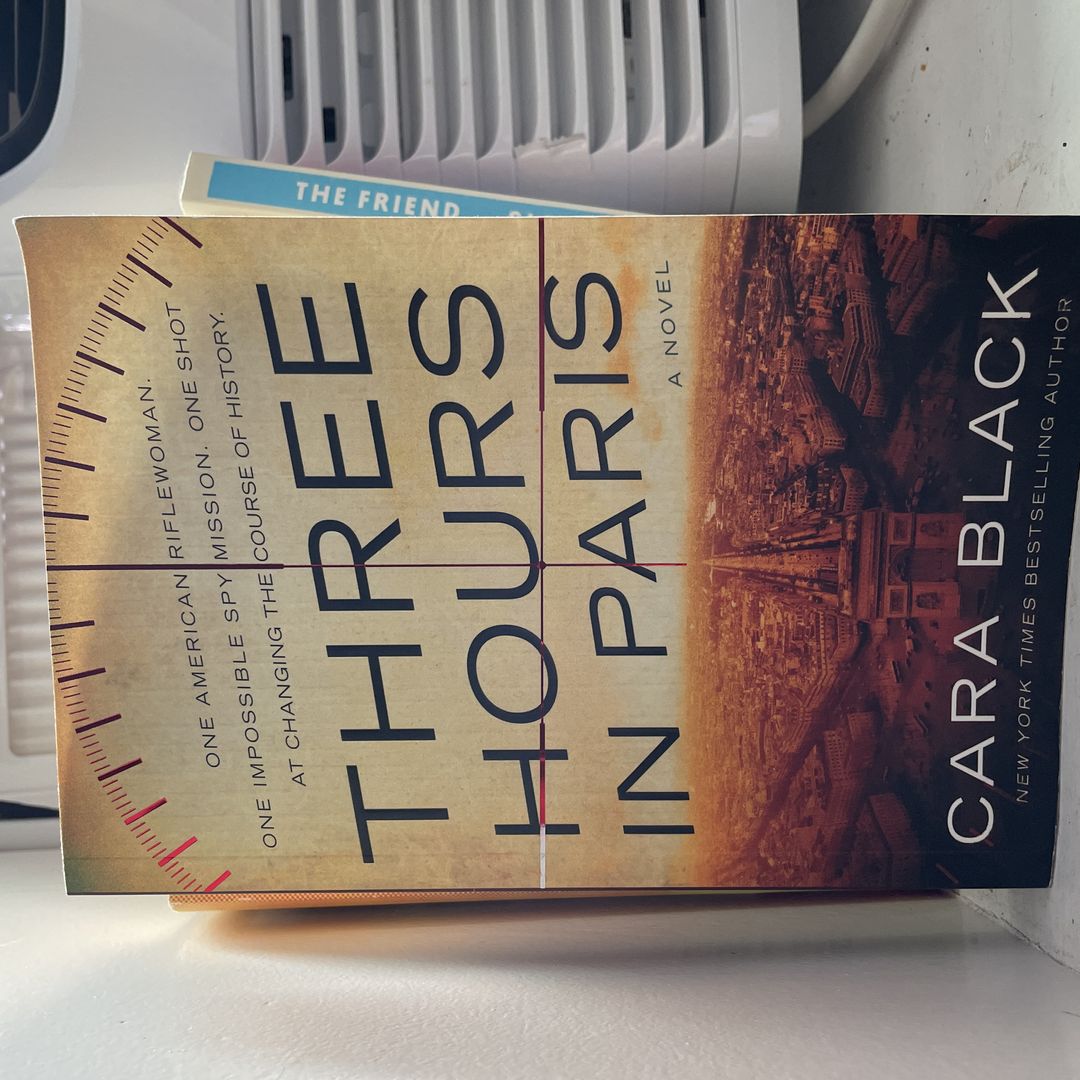 ONE AMERICAN RIFLEWOMAN.
ONE IMPOSSIBLE SPY MISSION. ONE SHOT
AT CHANGING THE COURSE OF HISTORY.
THREE
HOURS
IN PARIS
A NOVEL
CARA BLACK
NEW YORK TIMES BESTSELLING AUTHOR
THE FRIEND